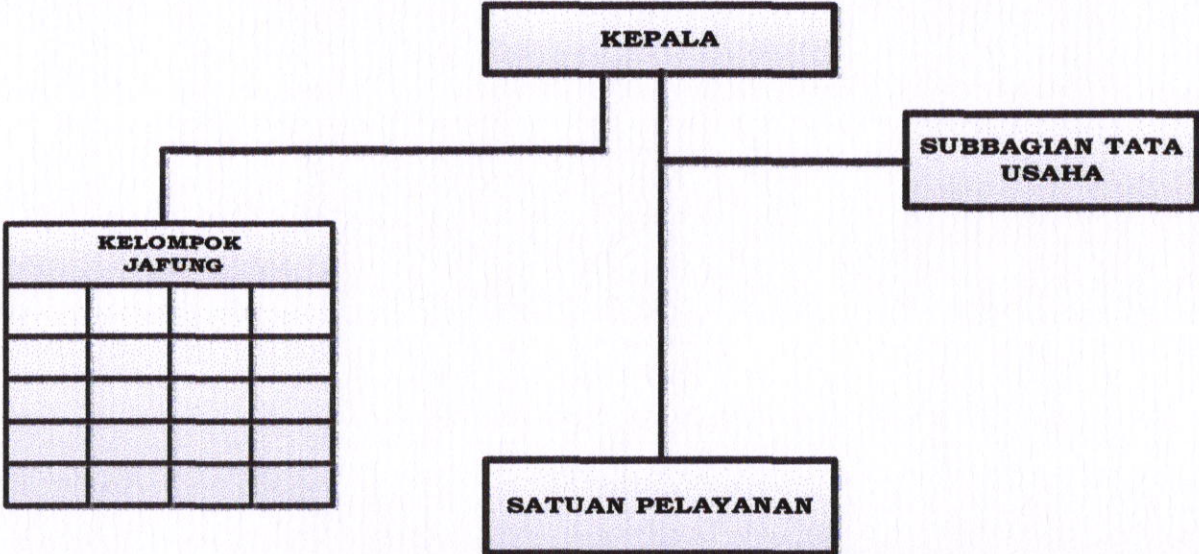 KEPALA
SUBBAGIAN TATA
USAHA
KELOMPOK
JAFUNG
SATUAN PELAYANAN